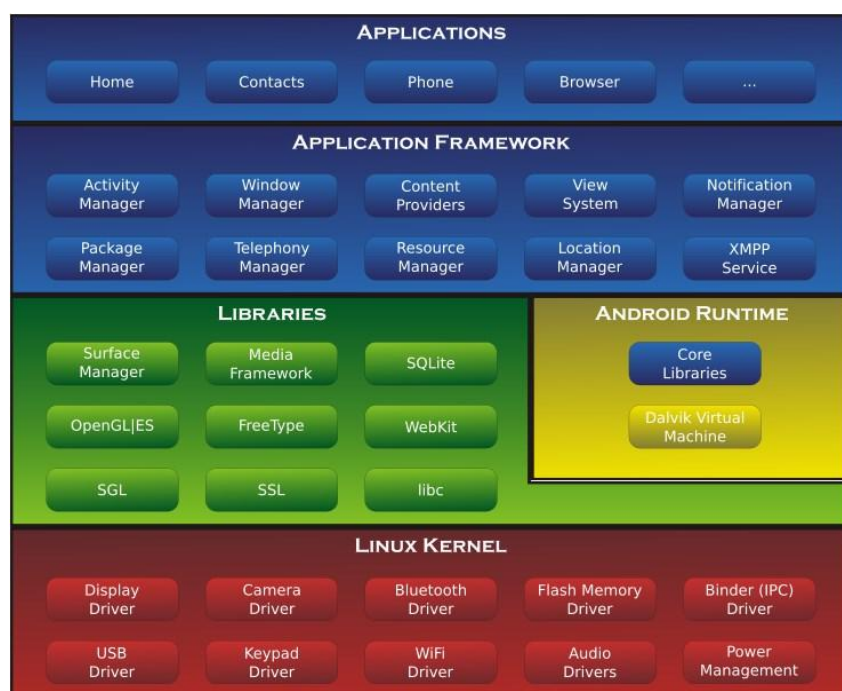 APPLICATIONS
Home
Contacts
Phone
Browser
...
APPLICATION FRAMEWORK
Activity
Manager
Window
Manager
Content
Providers
View
System
Notification
Manager
Package
Manager
Telephony
Manager
Resource
Manager
Location
Manager
XMPP
Service
LIBRARIES
Surface
Manager
Media
Framework
SQLite
OpenGL|ES
FreeType
WebKit
SGL
SSL
libc
ANDROID RUNTIME
Core
Libraries
Dalvik Virtual
Machine
LINUX KERNEL
Display
Driver
Camera
Driver
Bluetooth
Driver
Flash Memory
Driver
Binder (IPC)
Driver
USB
Driver
Keypad
Driver
WiFi
Driver
Audio
Drivers
Power
Management